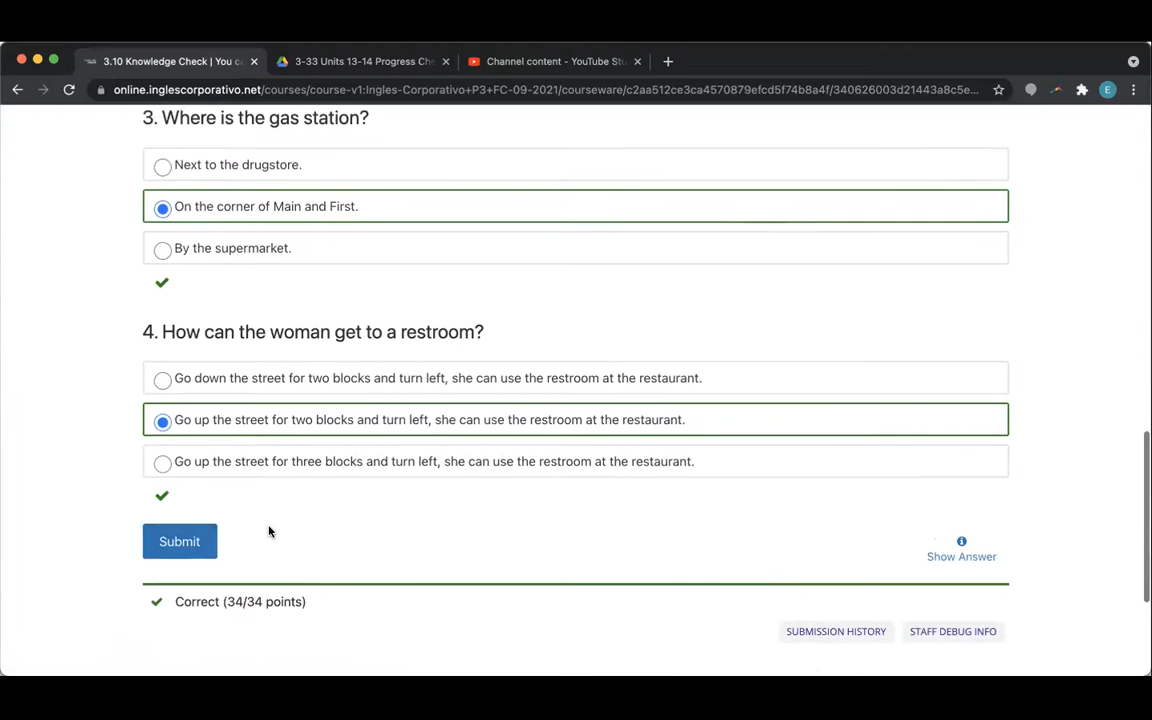 3.10 Knowledge Check | You ca
3-33 Units 13-14 Progress Che
Channel content - YouTube Stu
online.inglescorporativo.net/courses/course-v1:Ingles-Corporativo+P3+FC-09-2021/courseware/c2aa512ce3ca4570879efcd5f74b8a4f/340626003d21443a8c5e...
E
3. Where is the gas station?
Next to the drugstore.
On the corner of Main and First.
By the supermarket.
4. How can the woman get to a restroom?
Go down the street for two blocks and turn left, she can use the restroom at the restaurant.
Go up the street for two blocks and turn left, she can use the restroom at the restaurant.
Go up the street for three blocks and turn left, she can use the restroom at the restaurant.
Submit
Show Answer
Correct (34/34 points)
SUBMISSION HISTORY
STAFF DEBUG INFO